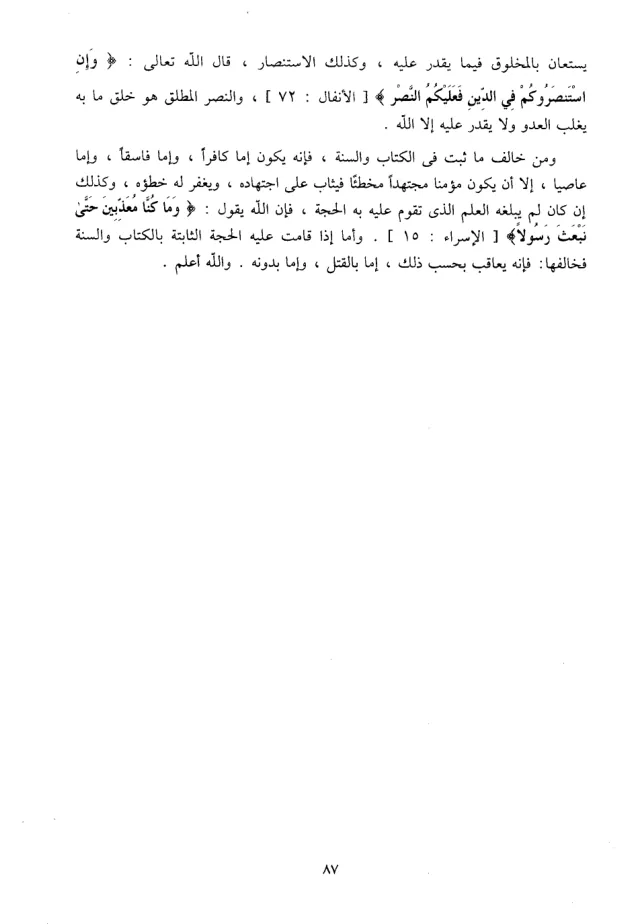 يستعان بالمخلوق فيما يقدر عليه ، وكذلك الاستنصار ، قال الله تعالى : ﴿ وَإِنِ
اسْتَنصَرُوكُمْ فِي الدِّينِ فَعَلَيْكُمُ النَّصْر ﴾ [ الأنفال : ٧٢ ] ، والنصر المطلق هو خلق ما به
يغلب العدو ولا يقدر عليه إلا الله .
ومن خالف ما ثبت فى الكتاب والسنة ، فإنه يكون إما كافراً ، وإما فاسقاً ، وإما
عاصيا ، إلا أن يكون مؤمنا مجتهداً مخطئًا فيثاب على اجتهاده ، ويغفر له خطؤه ، وكذلك
إن كان لم يبلغه العلم الذى تقوم عليه به الحجة ، فإن الله يقول : ﴿ وَمَا كُنَّا مُعَذِّبِينَ حَتَّىٰ
نَبْعَثَ رَسُولاً﴾ [ الإسراء : ١٥ ] . وأما إذا قامت عليه الحجة الثابتة بالكتاب والسنة
فخالفها: فإنه يعاقب بحسب ذلك ، إما بالقتل ، وإما بدونه . والله أعلم .
٨٧